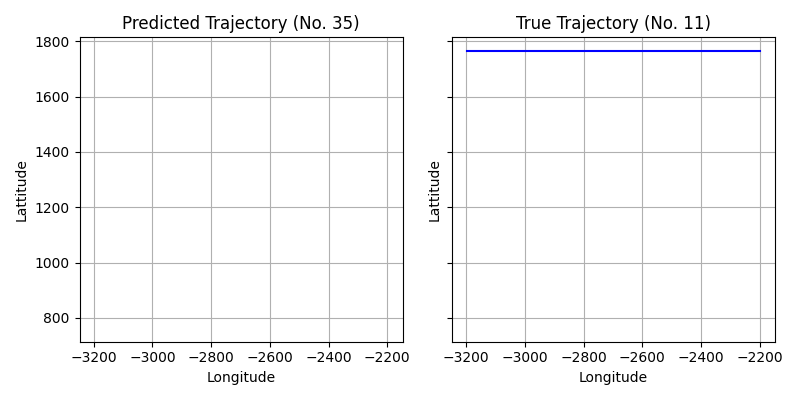 Predicted Trajectory (No. 35)
True Trajectory (No. 11)
1800
1600
1400
1200
1000
800
Lattitude
−3200 −3000 −2800 −2600 −2400 −2200
Longitude
Lattitude
−3200 −3000 −2800 −2600 −2400 −2200
Longitude